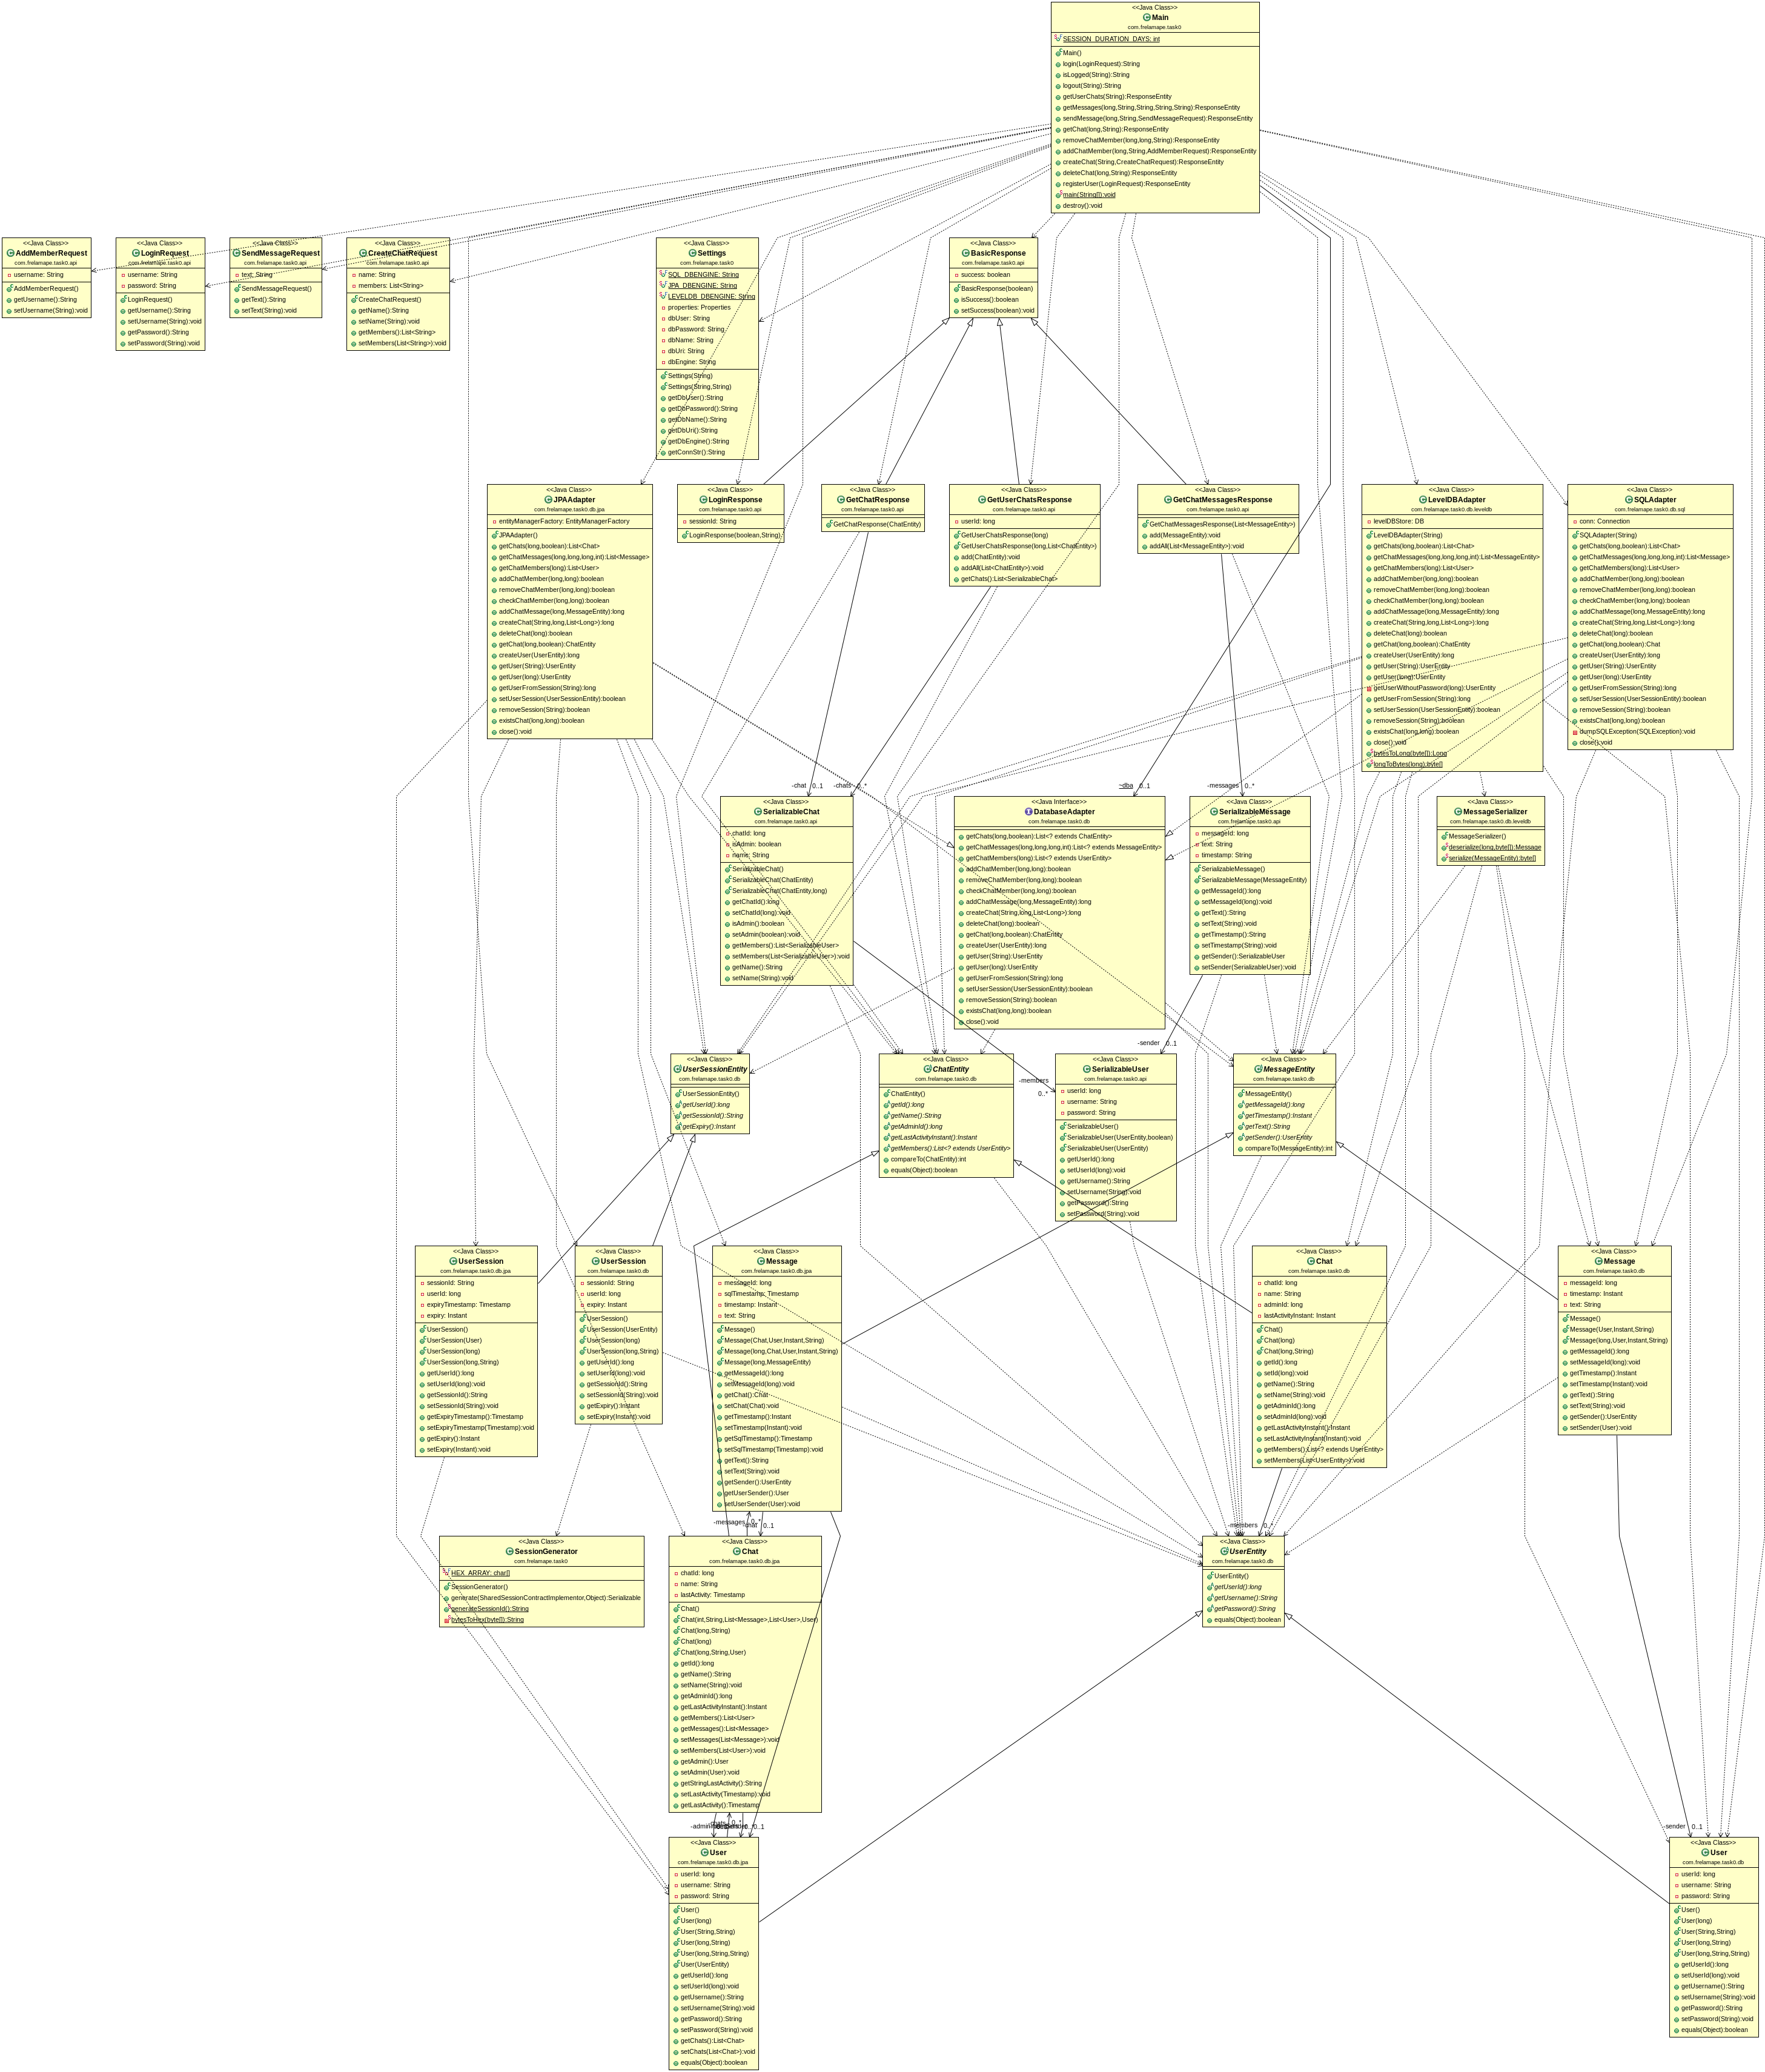 <<Java Class>>
Main
com.frelamape.task0
SESSION_DURATION_DAYS: int
Main()
login(LoginRequest):String
isLogged(String):String
logout(String):String
getUserChats(String):ResponseEntity
getMessages(long,String,String,String,String):ResponseEntity
sendMessage(long,String,SendMessageRequest):ResponseEntity
getChat(long,String):ResponseEntity
removeChatMember(long,long,String):ResponseEntity
addChatMember(long,String,AddMemberRequest):ResponseEntity
createChat(String,CreateChatRequest):ResponseEntity
deleteChat(long,String):ResponseEntity
registerUser(LoginRequest):ResponseEntity
main(String[]):void
destroy():void
<<Java Class>>
AddMemberRequest
com.frelamape.task0.api
username: String
AddMemberRequest()
getUsername():String
setUsername(String):void
<<Java Class>>
LoginRequest
com.frelamape.task0.api
username: String
password: String
LoginRequest()
getUsername():String
setUsername(String):void
getPassword():String
setPassword(String):void
<<Java Class>>
SendMessageRequest
com.frelamape.task0.api
text: String
SendMessageRequest()
getText():String
setText(String):void
<<Java Class>>
CreateChatRequest
com.frelamape.task0.api
name: String
members: List<String>
CreateChatRequest()
getName():String
setName(String):void
getMembers():List<String>
setMembers(List<String>):void
<<Java Class>>
Settings
com.frelamape.task0
SQL_DBENGINE: String
JPA_DBENGINE: String
LEVELDB_DBENGINE: String
properties: Properties
dbUser: String
dbPassword: String
dbName: String
dbUri: String
dbEngine: String
Settings(String)
Settings(String,String)
getDbUser():String
getDbPassword():String
getDbName():String
getDbUri():String
getDbEngine():String
getConnStr():String
<<Java Class>>
BasicResponse
com.frelamape.task0.api
success: boolean
BasicResponse(boolean)
isSuccess():boolean
setSuccess(boolean):void
<<Java Class>>
JPAAdapter
com.frelamape.task0.db.jpa
entityManagerFactory: EntityManagerFactory
JPAAdapter()
getChats(long,boolean):List<Chat>
getChatMessages(long,long,long,int):List<Message>
getChatMembers(long):List<User>
addChatMember(long,long):boolean
removeChatMember(long,long):boolean
checkChatMember(long,long):boolean
addChatMessage(long,MessageEntity):long
createChat(String,long,List<Long>):long
deleteChat(long):boolean
getChat(long,boolean):ChatEntity
createUser(UserEntity):long
getUser(String):UserEntity
getUser(long):UserEntity
getUserFromSession(String):long
setUserSession(UserSessionEntity):boolean
removeSession(String):boolean
existsChat(long,long):boolean
close():void
<<Java Class>>
LoginResponse
com.frelamape.task0.api
sessionId: String
LoginResponse(boolean,String)
<<Java Class>>
GetChatResponse
com.frelamape.task0.api
GetChatResponse(ChatEntity)
<<Java Class>>
GetUserChatsResponse
com.frelamape.task0.api
userId: long
GetUserChatsResponse(long)
GetUserChatsResponse(long,List<ChatEntity>)
add(ChatEntity):void
addAll(List<ChatEntity>):void
getChats():List<SerializableChat>
<<Java Class>>
GetChatMessagesResponse
com.frelamape.task0.api
GetChatMessagesResponse(List<MessageEntity>)
add(MessageEntity):void
addAll(List<MessageEntity>):void
<<Java Class>>
LevelDBAdapter
com.frelamape.task0.db.leveldb
levelDBStore: DB
LevelDBAdapter(String)
getChats(long,boolean):List<Chat>
getChatMessages(long,long,long,int):List<MessageEntity>
getChatMembers(long):List<User>
addChatMember(long,long):boolean
removeChatMember(long,long):boolean
checkChatMember(long,long):boolean
addChatMessage(long,MessageEntity):long
createChat(String,long,List<Long>):long
deleteChat(long):boolean
getChat(long,boolean):ChatEntity
createUser(UserEntity):long
getUser(String):UserEntity
getUser(long):UserEntity
getUserWithoutPassword(long):UserEntity
getUserFromSession(String):long
setUserSession(UserSessionEntity):boolean
removeSession(String):boolean
existsChat(long,long):boolean
close():void
bytesToLong(byte[]):Long
longToBytes(long):byte[]
<<Java Class>>
SQLAdapter
com.frelamape.task0.db.sql
conn: Connection
SQLAdapter(String)
getChats(long,boolean):List<Chat>
getChatMessages(long,long,long,int):List<Message>
getChatMembers(long):List<User>
addChatMember(long,long):boolean
removeChatMember(long,long):boolean
checkChatMember(long,long):boolean
addChatMessage(long,MessageEntity):long
createChat(String,long,List<Long>):long
deleteChat(long):boolean
getChat(long,boolean):Chat
createUser(UserEntity):long
getUser(String):UserEntity
getUser(long):UserEntity
getUserFromSession(String):long
setUserSession(UserSessionEntity):boolean
removeSession(String):boolean
existsChat(long,long):boolean
dumpSQLException(SQLException):void
close():void
-chat 0..1
-chats 0..*
~dba 0..1
-messages 0..*
<<Java Class>>
SerializableChat
com.frelamape.task0.api
chatId: long
isAdmin: boolean
name: String
SerializableChat()
SerializableChat(ChatEntity)
SerializableChat(ChatEntity,long)
getChatId():long
setChatId(long):void
isAdmin():boolean
setAdmin(boolean):void
getMembers():List<SerializableUser>
setMembers(List<SerializableUser>):void
getName():String
setName(String):void
<<Java Interface>>
DatabaseAdapter
com.frelamape.task0.db
getChats(long,boolean):List<? extends ChatEntity>
getChatMessages(long,long,long,int):List<? extends MessageEntity>
getChatMembers(long):List<? extends UserEntity>
addChatMember(long,long):boolean
removeChatMember(long,long):boolean
checkChatMember(long,long):boolean
addChatMessage(long,MessageEntity):long
createChat(String,long,List<Long>):long
deleteChat(long):boolean
getChat(long,boolean):ChatEntity
createUser(UserEntity):long
getUser(String):UserEntity
getUser(long):UserEntity
getUserFromSession(String):long
setUserSession(UserSessionEntity):boolean
removeSession(String):boolean
existsChat(long,long):boolean
close():void
<<Java Class>>
SerializableMessage
com.frelamape.task0.api
messageId: long
text: String
timestamp: String
SerializableMessage()
SerializableMessage(MessageEntity)
getMessageId():long
setMessageId(long):void
getText():String
setText(String):void
getTimestamp():String
setTimestamp(String):void
getSender():SerializableUser
setSender(SerializableUser):void
<<Java Class>>
MessageSerializer
com.frelamape.task0.db.leveldb
MessageSerializer()
deserialize(long,byte[]):Message
serialize(MessageEntity):byte[]
-sender 0..1
-members
0..*
<<Java Class>>
UserSessionEntity
com.frelamape.task0.db
UserSessionEntity()
getUserId():long
getSessionId():String
getExpiry():Instant
<<Java Class>>
ChatEntity
com.frelamape.task0.db
ChatEntity()
getId():long
getName():String
getAdminId():long
getLastActivityInstant():Instant
getMembers():List<? extends UserEntity>
compareTo(ChatEntity):int
equals(Object):boolean
<<Java Class>>
SerializableUser
com.frelamape.task0.api
userId: long
username: String
password: String
SerializableUser()
SerializableUser(UserEntity,boolean)
SerializableUser(UserEntity)
getUserId():long
setUserId(long):void
getUsername():String
setUsername(String):void
getPassword():String
setPassword(String):void
<<Java Class>>
MessageEntity
com.frelamape.task0.db
MessageEntity()
getMessageId():long
getTimestamp():Instant
getText():String
getSender():UserEntity
compareTo(MessageEntity):int
<<Java Class>>
UserSession
com.frelamape.task0.db.jpa
sessionId: String
userId: long
expiryTimestamp: Timestamp
expiry: Instant
UserSession()
UserSession(User)
UserSession(long)
UserSession(long,String)
getUserId():long
setUserId(long):void
getSessionId():String
setSessionId(String):void
getExpiryTimestamp():Timestamp
setExpiryTimestamp(Timestamp):void
getExpiry():Instant
setExpiry(Instant):void
<<Java Class>>
UserSession
com.frelamape.task0.db
sessionId: String
userId: long
expiry: Instant
UserSession()
UserSession(UserEntity)
UserSession(long)
UserSession(long,String)
getUserId():long
setUserId(long):void
getSessionId():String
setSessionId(String):void
getExpiry():Instant
setExpiry(Instant):void
<<Java Class>>
Message
com.frelamape.task0.db.jpa
messageId: long
sqlTimestamp: Timestamp
timestamp: Instant
text: String
Message()
Message(Chat,User,Instant,String)
Message(long,Chat,User,Instant,String)
Message(long,MessageEntity)
getMessageId():long
setMessageId(long):void
getChat():Chat
setChat(Chat):void
getTimestamp():Instant
setTimestamp(Instant):void
getSqlTimestamp():Timestamp
setSqlTimestamp(Timestamp):void
getText():String
setText(String):void
getSender():UserEntity
getUserSender():User
setUserSender(User):void
<<Java Class>>
Chat
com.frelamape.task0.db
chatId: long
name: String
adminId: long
lastActivityInstant: Instant
Chat()
Chat(long)
Chat(long,String)
getId():long
setId(long):void
getName():String
setName(String):void
getAdminId():long
setAdminId(long):void
getLastActivityInstant():Instant
setLastActivityInstant(Instant):void
getMembers():List<? extends UserEntity>
setMembers(List<UserEntity>):void
<<Java Class>>
Message
com.frelamape.task0.db
messageId: long
timestamp: Instant
text: String
Message()
Message(User,Instant,String)
Message(long,User,Instant,String)
getMessageId():long
setMessageId(long):void
getTimestamp():Instant
setTimestamp(Instant):void
getText():String
setText(String):void
getSender():UserEntity
setSender(User):void
-messages 0..*
-chat 0..1
-members 0..*
<<Java Class>>
SessionGenerator
com.frelamape.task0
HEX_ARRAY: char[]
SessionGenerator()
generate(SharedSessionContractImplementor,Object):Serializable
generateSessionId():String
bytesToHex(byte[]):String
<<Java Class>>
Chat
com.frelamape.task0.db.jpa
chatId: long
name: String
lastActivity: Timestamp
Chat()
Chat(int,String,List<Message>,List<User>,User)
Chat(long,String)
Chat(long)
Chat(long,String,User)
getId():long
getName():String
setName(String):void
getAdminId():long
getLastActivityInstant():Instant
getMembers():List<User>
getMessages():List<Message>
setMessages(List<Message>):void
setMembers(List<User>):void
getAdmin():User
setAdmin(User):void
getStringLastActivity():String
setLastActivity(Timestamp):void
getLastActivity():Timestamp
<<Java Class>>
UserEntity
com.frelamape.task0.db
UserEntity()
getUserId():long
getUsername():String
getPassword():String
equals(Object):boolean
-admin
0..*
0..1
-sender 0..1
<<Java Class>>
User
com.frelamape.task0.db.jpa
userId: long
username: String
password: String
User()
User(long)
User(String,String)
User(long,String)
User(long,String,String)
User(UserEntity)
getUserId():long
setUserId(long):void
getUsername():String
setUsername(String):void
getPassword():String
setPassword(String):void
getChats():List<Chat>
setChats(List<Chat>):void
equals(Object):boolean
<<Java Class>>
User
com.frelamape.task0.db
userId: long
username: String
password: String
User()
User(long)
User(String,String)
User(long,String)
User(long,String,String)
getUserId():long
setUserId(long):void
getUsername():String
setUsername(String):void
getPassword():String
setPassword(String):void
equals(Object):boolean